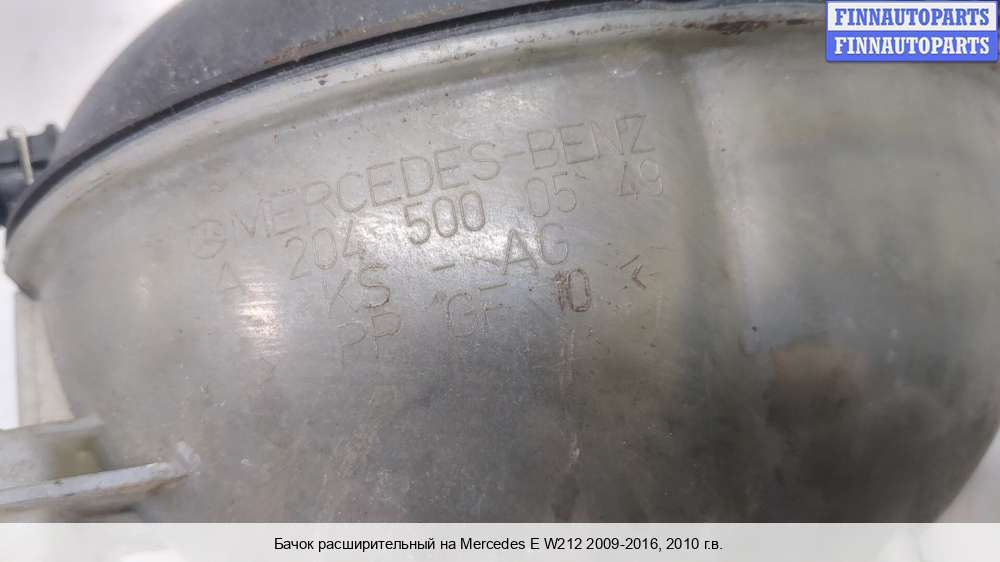 FINNAUTOPARTS
FINNAUTOPARTS
MERCEDES-BENZ
A 204 500 05 49
KS - AG
PP GF 10 <
Бачок расширительный на Mercedes E W212 2009-2016, 2010 г.в.